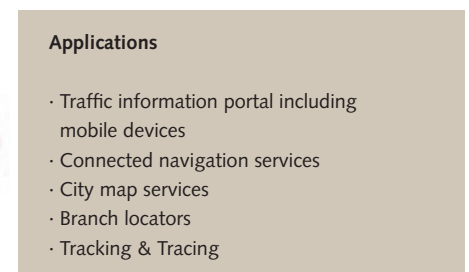 Applications
· Traffic information portal including
mobile devices
· Connected navigation services
· City map services
· Branch locators
· Tracking & Tracing